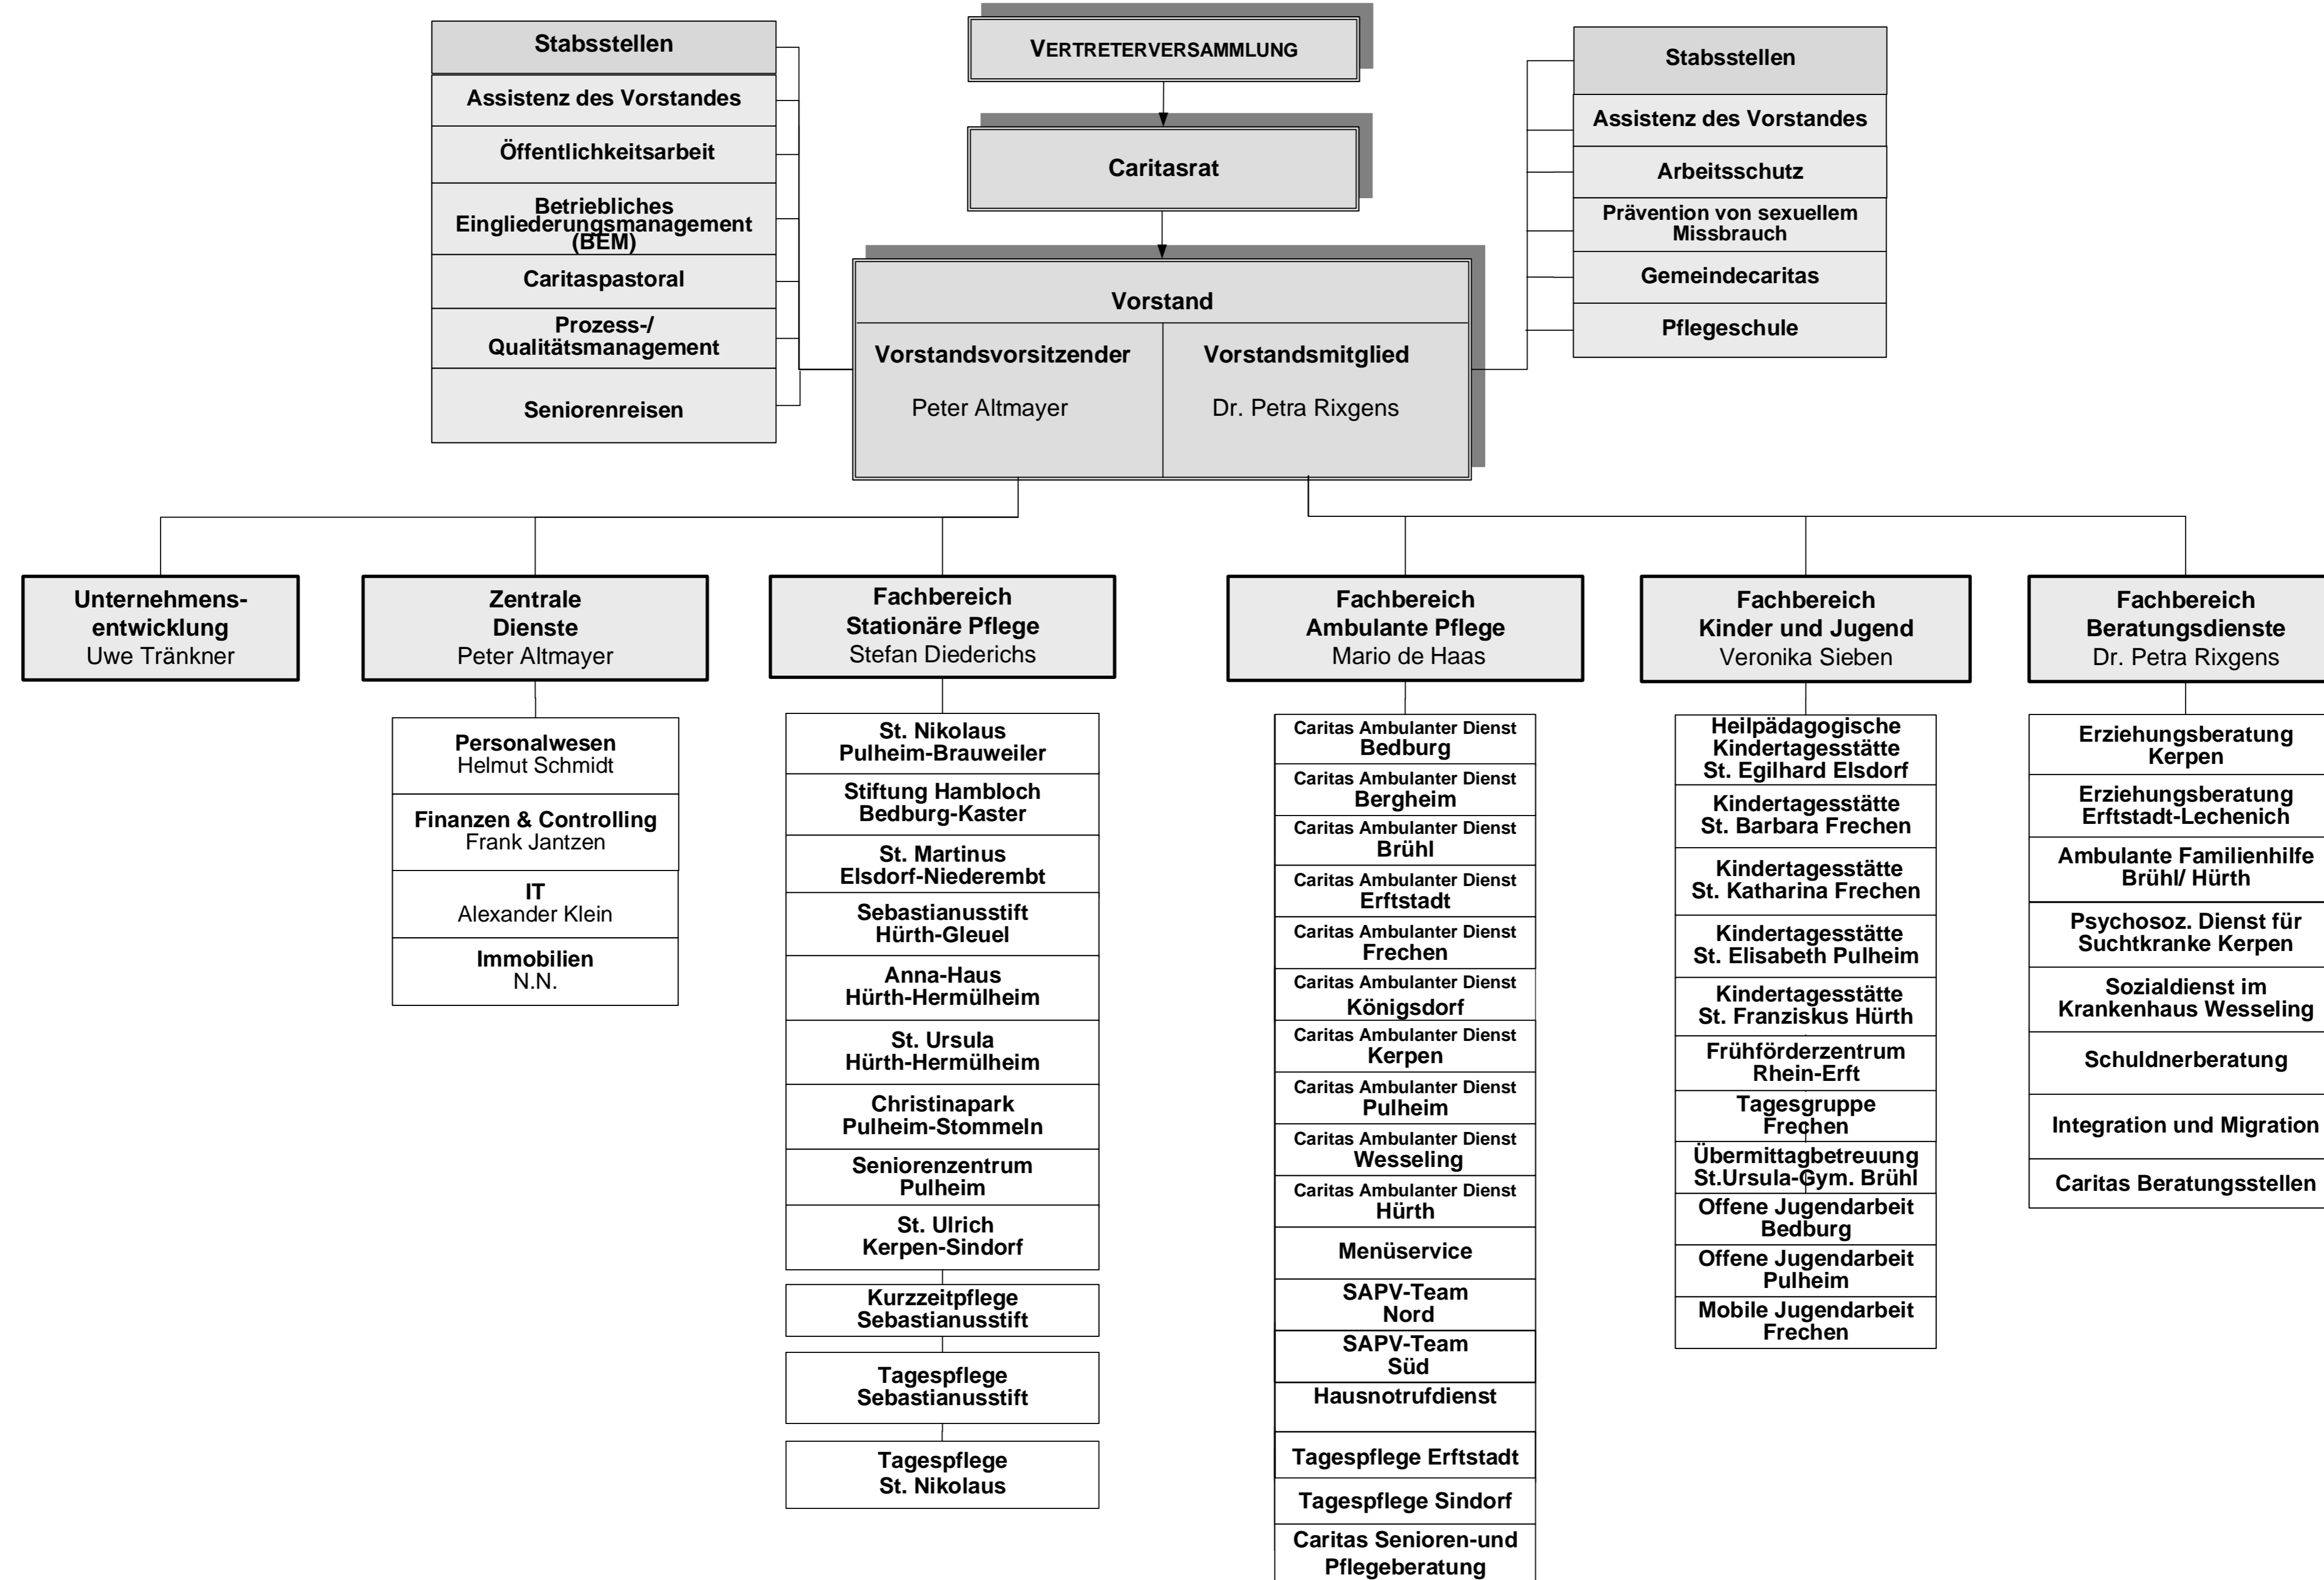 Stabsstellen
Assistenz des Vorstandes
Öffentlichkeitsarbeit
Betriebliches
Eingliederungsmanagement
(BEM)
Caritaspastoral
Prozess-/
Qualitätsmanagement
Seniorenreisen
VERTRETERVERSAMMLUNG
Caritasrat
Vorstand
Vorstandsvorsitzender
Peter Altmayer
Vorstandsmitglied
Dr. Petra Rixgens
Stabsstellen
Assistenz des Vorstandes
Arbeitsschutz
Prävention von sexuellem
Missbrauch
Gemeindecaritas
Pflegeschule
Unternehmens-
entwicklung
Uwe Tränkner
Zentrale
Dienste
Peter Altmayer
Personalwesen
Helmut Schmidt
Finanzen & Controlling
Frank Jantzen
IT
Alexander Klein
Immobilien
N.N.
Fachbereich
Stationäre Pflege
Stefan Diederichs
St. Nikolaus
Pulheim-Brauweiler
Stiftung Hambloch
Bedburg-Kaster
St. Martinus
Elsdorf-Niederembt
Sebastianusstift
Hürth-Gleuel
Anna-Haus
Hürth-Hermülheim
St. Ursula
Hürth-Hermülheim
Christinapark
Pulheim-Stommeln
Seniorenzentrum
Pulheim
St. Ulrich
Kerpen-Sindorf
Kurzzeitpflege
Sebastianusstift
Tagespflege
Sebastianusstift
Tagespflege
St. Nikolaus
Fachbereich
Ambulante Pflege
Mario de Haas
Caritas Ambulanter Dienst
Bedburg
Caritas Ambulanter Dienst
Bergheim
Caritas Ambulanter Dienst
Brühl
Caritas Ambulanter Dienst
Erftstadt
Caritas Ambulanter Dienst
Frechen
Caritas Ambulanter Dienst
Königsdorf
Caritas Ambulanter Dienst
Kerpen
Caritas Ambulanter Dienst
Pulheim
Caritas Ambulanter Dienst
Wesseling
Caritas Ambulanter Dienst
Hürth
Menüservice
SAPV-Team
Nord
SAPV-Team
Süd
Hausnotrufdienst
Tagespflege Erftstadt
Tagespflege Sindorf
Caritas Senioren-und
Pflegeberatung
Fachbereich
Kinder und Jugend
Veronika Sieben
Heilpädagogische
Kindertagesstätte
St. Egilhard Elsdorf
Kindertagesstätte
St. Barbara Frechen
Kindertagesstätte
St. Katharina Frechen
Kindertagesstätte
St. Elisabeth Pulheim
Kindertagesstätte
St. Franziskus Hürth
Frühförderzentrum
Rhein-Erft
Tagesgruppe
Frechen
Übermittagbetreuung
St.Ursula-Gym. Brühl
Offene Jugendarbeit
Bedburg
Offene Jugendarbeit
Pulheim
Mobile Jugendarbeit
Frechen
Fachbereich
Beratungsdienste
Dr. Petra Rixgens
Erziehungsberatung
Kerpen
Erziehungsberatung
Erftstadt-Lechenich
Ambulante Familienhilfe
Brühl/ Hürth
Psychosoz. Dienst für
Suchtkranke Kerpen
Sozialdienst im
Krankenhaus Wesseling
Schuldnerberatung
Integration und Migration
Caritas Beratungsstellen